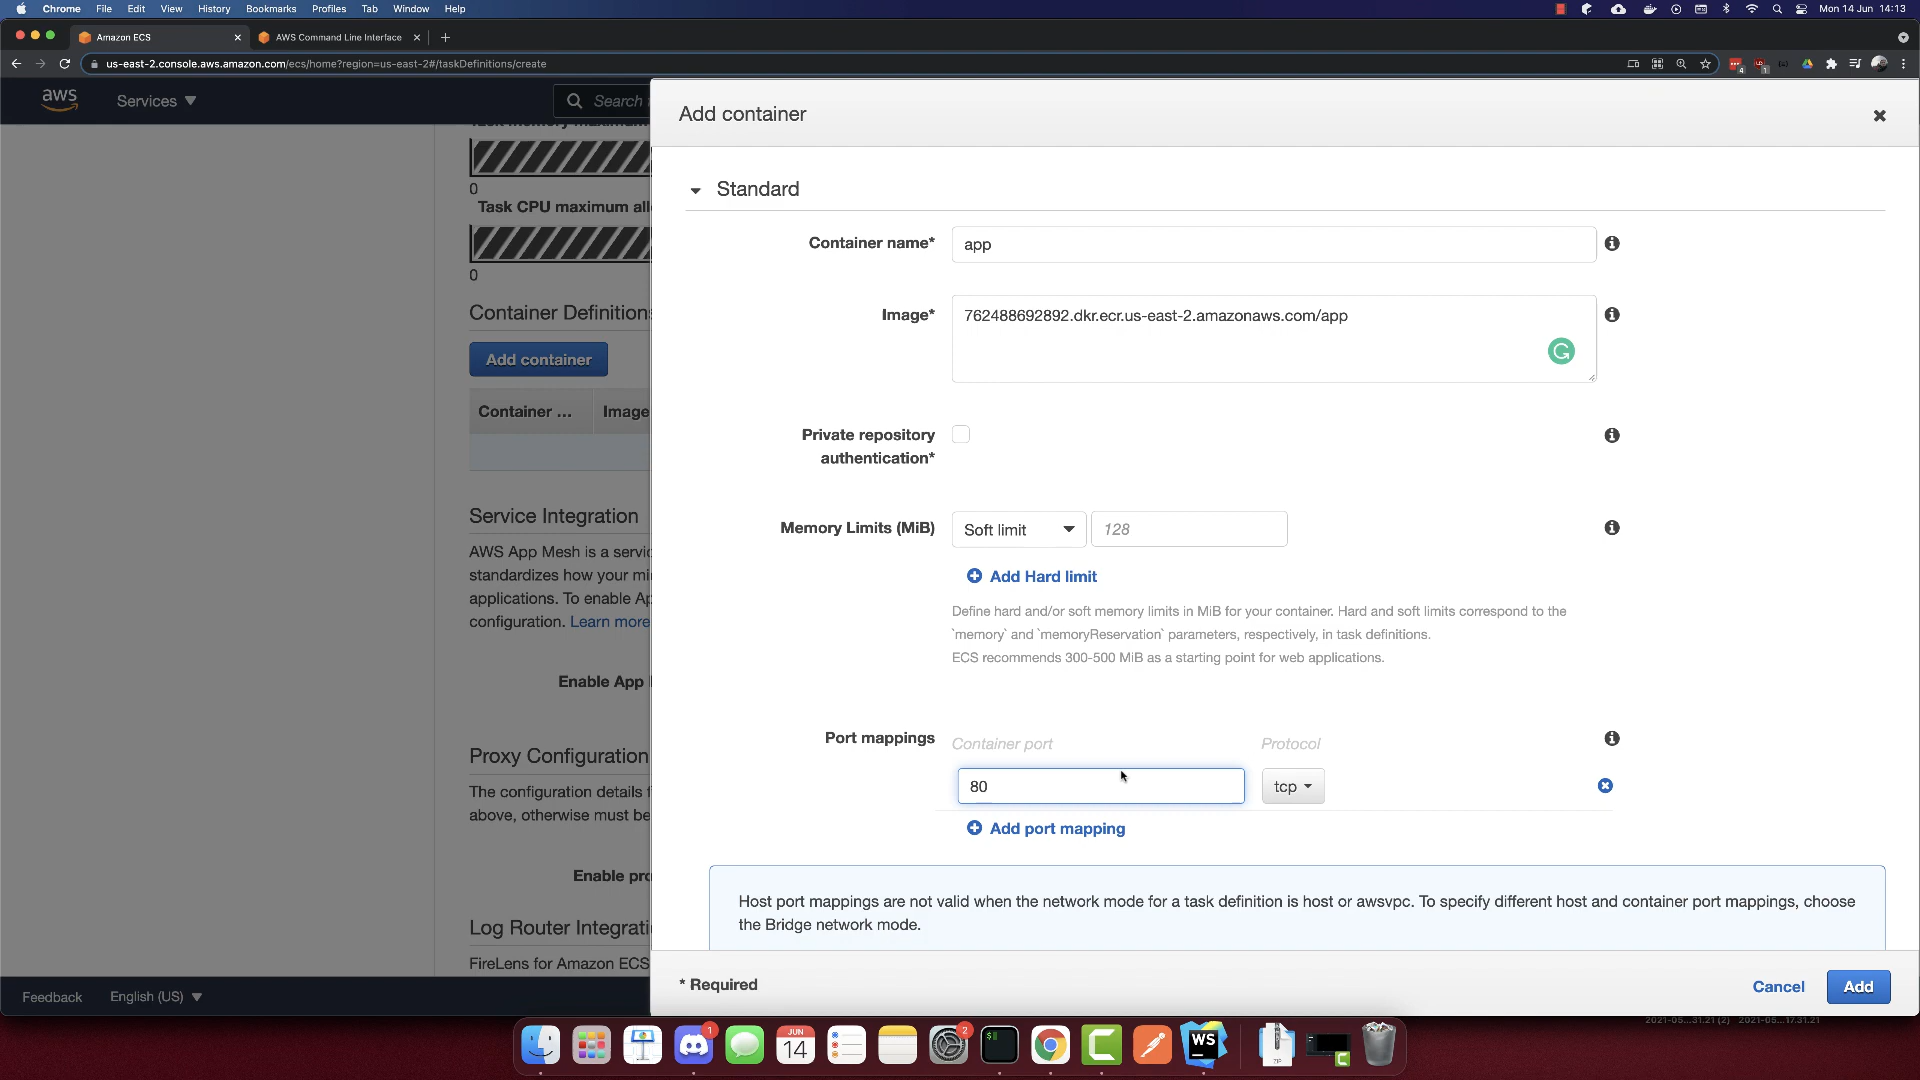 Chrome File Edit View History Bookmarks Profiles Tab Window Help
Mon 14 Jun 14:13
Amazon ECS
AWS Command Line Interface
us-east-2.console.aws.amazon.com/ecs/home?region=us-east-2#/taskDefinitions/create
aws
Services
Search
0
Task CPU maximum all
0
Container Definitions
Add container
Container ...
Image
Service Integration
AWS App Mesh is a servic
standardizes how your mi
applications. To enable Ap
configuration. Learn more
Enable App
Proxy Configuration
The configuration details f
above, otherwise must be
Enable pro
Log Router Integrati
FireLens for Amazon ECS
Feedback
English (US)
Add container
Standard
Container name*
app
Image*
762488692892.dkr.ecr.us-east-2.amazonaws.com/app
Private repository
authentication*
Memory Limits (MiB)
Soft limit
128
Add Hard limit
Define hard and/or soft memory limits in MiB for your container. Hard and soft limits correspond to the
`memory` and `memoryReservation` parameters, respectively, in task definitions.
ECS recommends 300-500 MiB as a starting point for web applications.
Port mappings
Container port
Protocol
80
tcp
Add port mapping
Host port mappings are not valid when the network mode for a task definition is host or awsvpc. To specify different host and container port mappings, choose
the Bridge network mode.
* Required
Cancel
Add
JUN
14
1
2
WS
ZIP